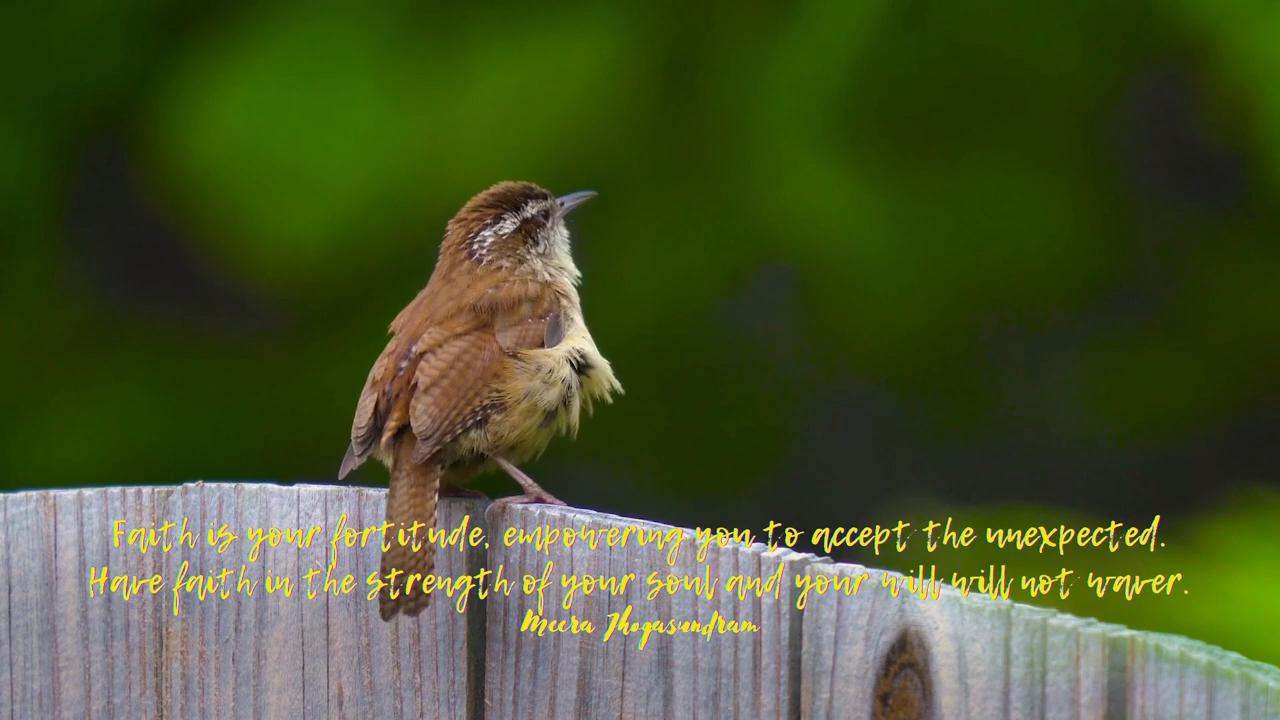 Faith is your fortitude, empowering you to accept the unexpected.
Have faith in the strength of your soul and your will will not waver.
Meera Thogasundram